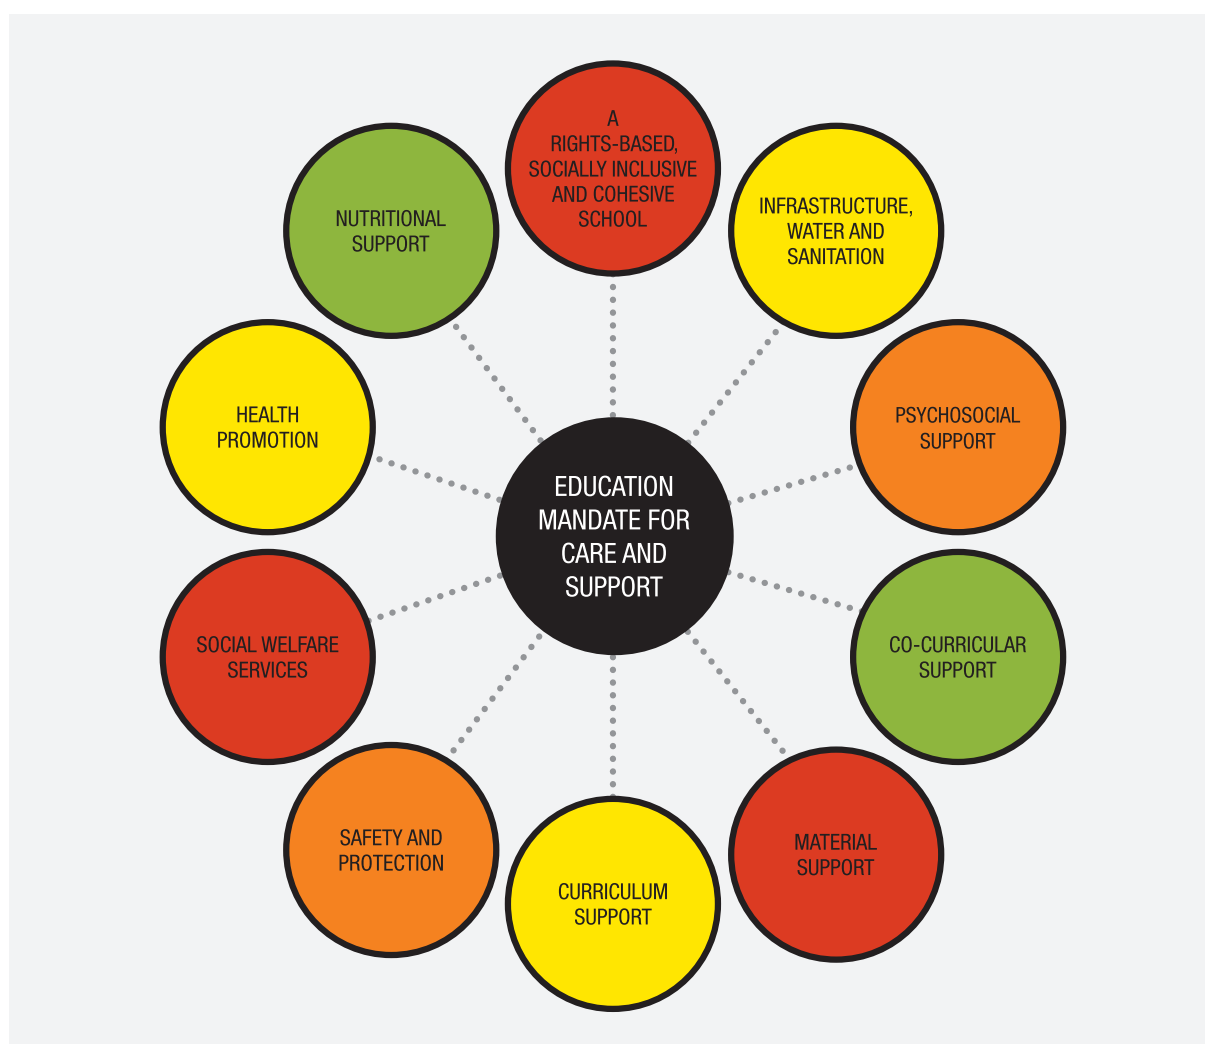 A
RIGHTS-BASED,
SOCIALLY INCLUSIVE
AND COHESIVE
SCHOOL
INFRASTRUCTURE,
WATER AND
SANITATION
PSYCHOSOCIAL
SUPPORT
CO-CURRICULAR
SUPPORT
MATERIAL
SUPPORT
CURRICULUM
SUPPORT
SAFETY AND
PROTECTION
SOCIAL WELFARE
SERVICES
HEALTH
PROMOTION
NUTRITIONAL
SUPPORT
EDUCATION
MANDATE FOR
CARE AND
SUPPORT